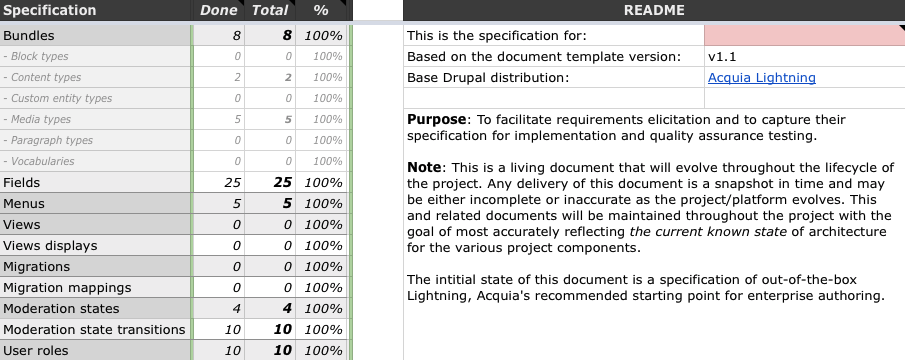 Specification Done Total %
Bundles 8 8 100%
- Block types 0 0 100%
- Content types 2 2 100%
- Custom entity types 0 0 100%
- Media types 5 5 100%
- Paragraph types 0 0 100%
- Vocabularies 0 0 100%
Fields 25 25 100%
Menus 5 5 100%
Views 0 0 100%
Views displays 0 0 100%
Migrations 0 0 100%
Migration mappings 0 0 100%
Moderation states 4 4 100%
Moderation state transitions 10 10 100%
User roles 10 10 100%
README
This is the specification for:
Based on the document template version: v1.1
Base Drupal distribution: Acquia Lightning
Purpose: To facilitate requirements elicitation and to capture their
specification for implementation and quality assurance testing.
Note: This is a living document that will evolve throughout the lifecycle of
the project. Any delivery of this document is a snapshot in time and may
be either incomplete or inaccurate as the project/platform evolves. This
and related documents will be maintained throughout the project with the
goal of most accurately reflecting the current known state of architecture
for the various project components.
The intitial state of this document is a specification of out-of-the-box
Lightning, Acquia's recommended starting point for enterprise authoring.